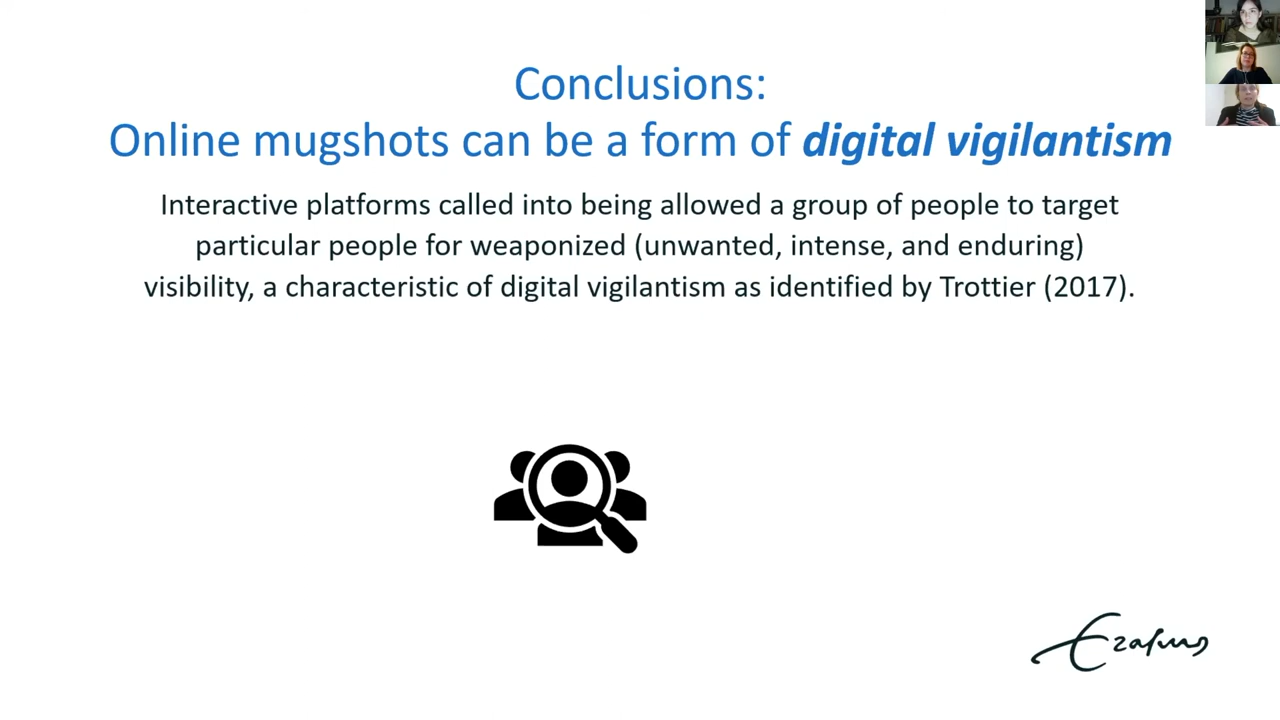 Conclusions:
Online mugshots can be a form of digital vigilantism
Interactive platforms called into being allowed a group of people to target
particular people for weaponized (unwanted, intense, and enduring)
visibility, a characteristic of digital vigilantism as identified by Trottier (2017).
Erasmus